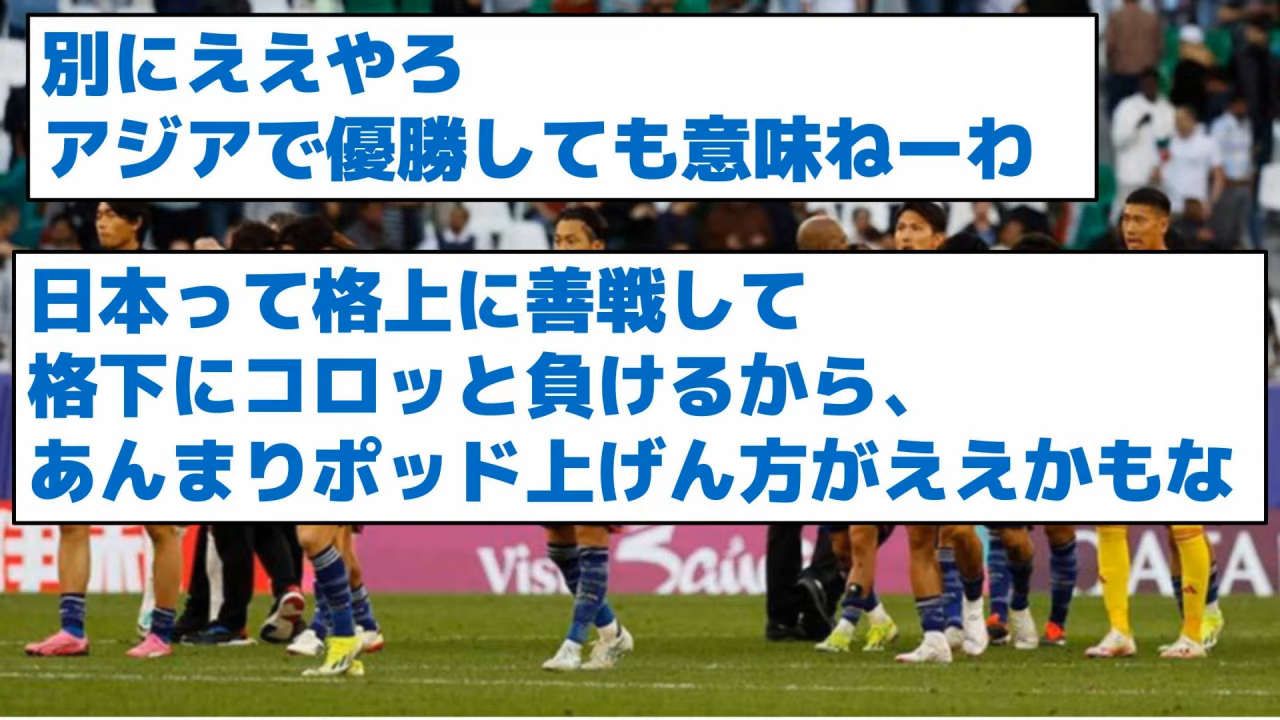 別にええやろ
アジアで優勝しても意味ねーわ
日本って格上に善戦して
格下にコロッと負けるから、
あんまりポッド上げん方がええかもな
Visit Saudi
QATAR